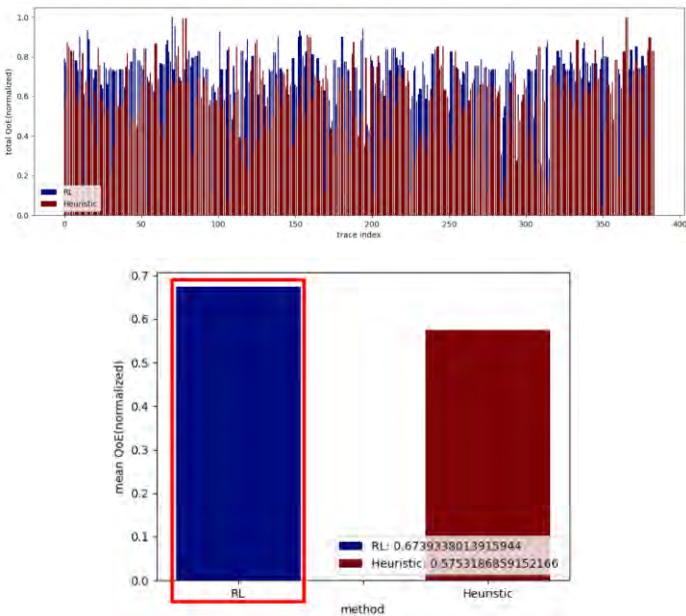 total QoE(normalized)
1.0
0.8
0.6
0.4
0.2
0.0
RL
Heuristic
0 50 100 150 200 250 300 350 400
trace index
mean QoE(normalized)
0.7
0.6
0.5
0.4
0.3
0.2
0.1
0.0
RL: 0.6739338013915944
Heuristic: 0.5753186859152166
RL Heuristic
method